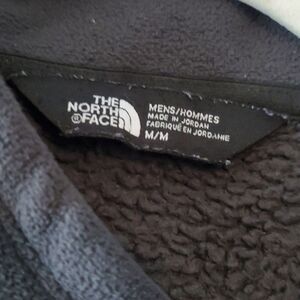 THE
NORTH
FACE
MENS/HOMMES
MADE IN JORDAN
FABRIQUÉ EN JORDANIE
M/M